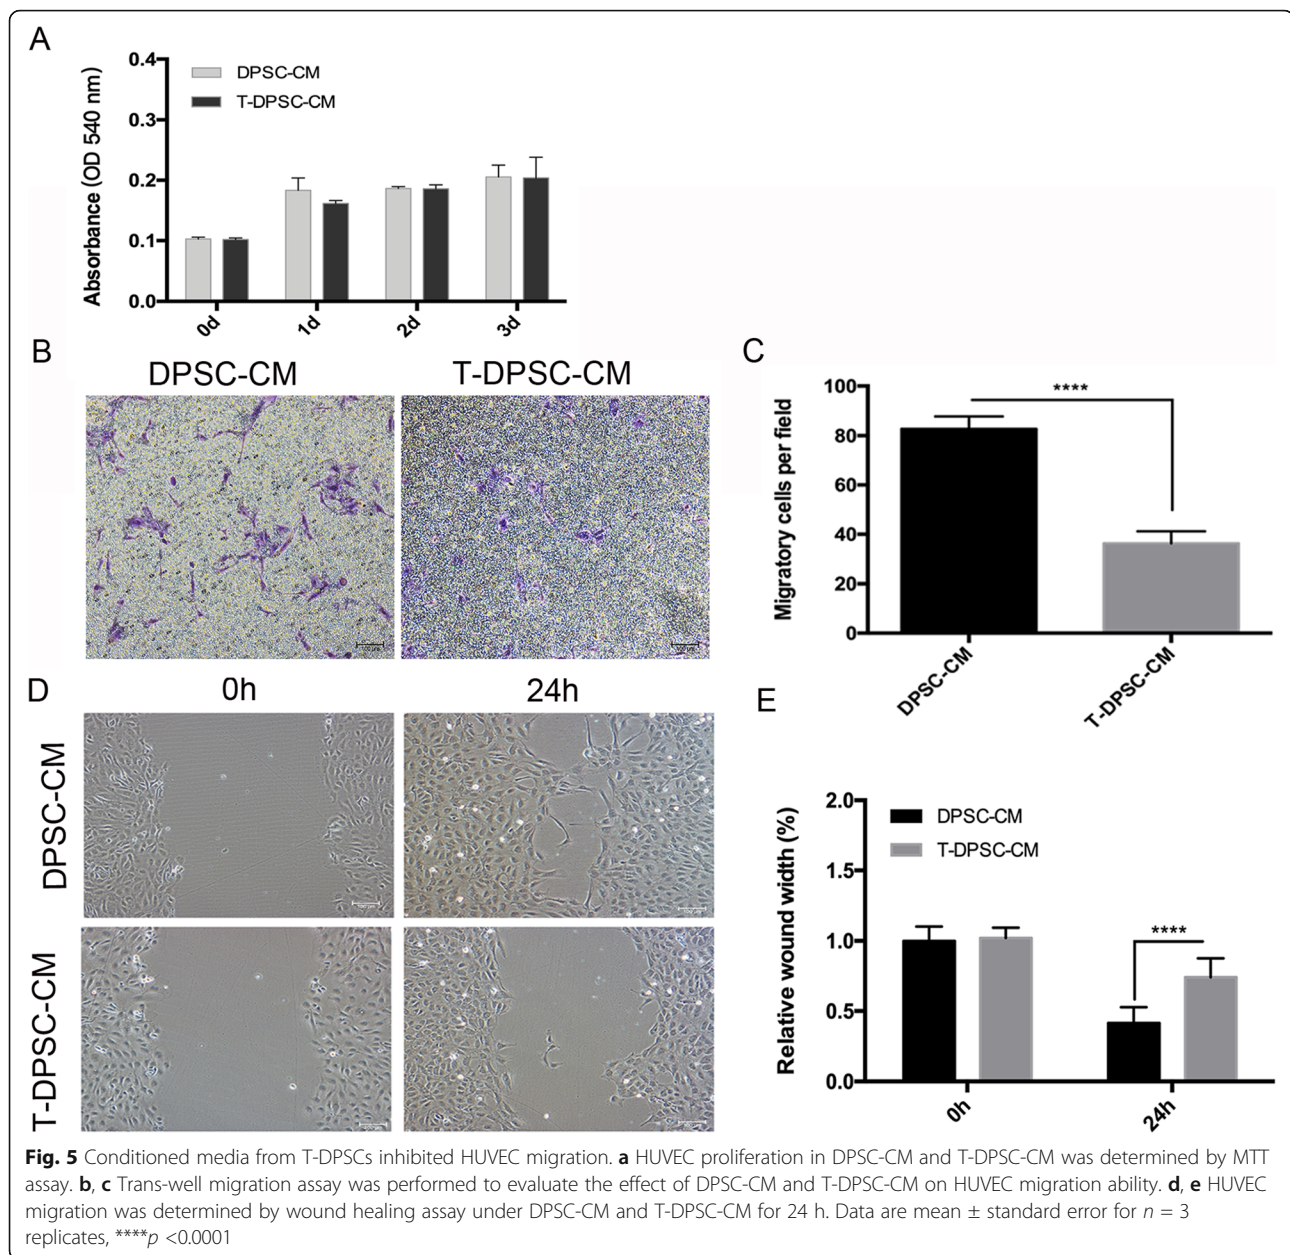 A
0.4
0.3
0.2
0.1
0.0
Absorbance (OD 540 nm)
DPSC-CM
T-DPSC-CM
0d
1d
2d
3d
B
DPSC-CM
T-DPSC-CM
C
100
80
60
40
20
0
Migratory cells per field
****
DPSC-CM
T-DPSC-CM
D
0h
24h
DPSC-CM
T-DPSC-CM
E
2.0
1.5
1.0
0.5
0.0
Relative wound width (%)
DPSC-CM
T-DPSC-CM
****
0h
24h
Fig. 5 Conditioned media from T-DPSCs inhibited HUVEC migration. a HUVEC proliferation in DPSC-CM and T-DPSC-CM was determined by MTT
assay. b, c Trans-well migration assay was performed to evaluate the effect of DPSC-CM and T-DPSC-CM on HUVEC migration ability. d, e HUVEC
migration was determined by wound healing assay under DPSC-CM and T-DPSC-CM for 24 h. Data are mean ± standard error for n = 3
replicates, ****p <0.0001